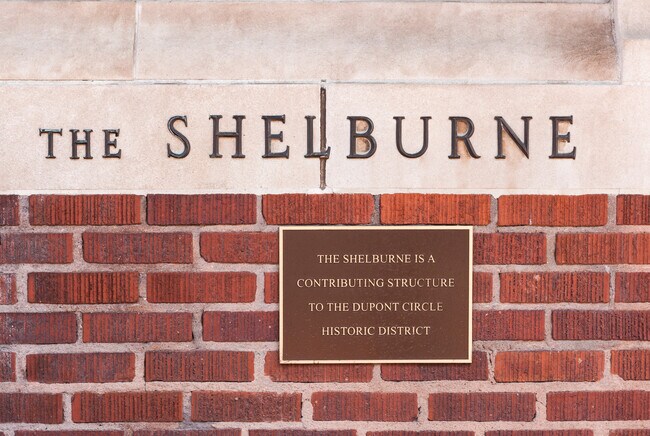 THE SHELBURNE
THE SHELBURNE IS A
CONTRIBUTING STRUCTURE
TO THE DUPONT CIRCLE
HISTORIC DISTRICT